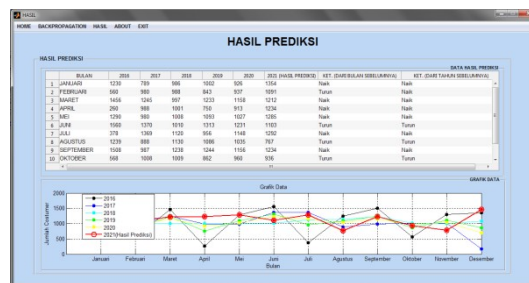 HASIL
HOME BACKPROPAGATION HASIL ABOUT EXIT
HASIL PREDIKSI
HASIL PREDIKSI
DATA HASIL PREDIKSI
BULAN 2016 2017 2018 2019 2020 2021 (HASIL PREDIKSI) KET. (DARI BULAN SEBELUMNYA) KET. (DARI TAHUN SEBELUMNYA)
1 JANUARI 1230 789 986 1002 926 1354 Naik Naik
2 FEBRUARI 560 980 988 843 937 1091 Turun Naik
3 MARET 1456 1245 997 1233 1158 1212 Naik Naik
4 APRIL 260 988 1001 750 913 1234 Naik Naik
5 MEI 1290 980 1008 1093 1027 1285 Naik Naik
6 JUNI 1560 1370 1010 1313 1231 1103 Turun Turun
7 JULI 378 1369 1120 956 1148 1292 Naik Naik
8 AGUSTUS 1239 888 1130 1086 1035 767 Turun Turun
9 SEPTEMBER 1508 987 1230 1244 1156 1234 Naik Naik
10 OKTOBER 568 1008 1009 862 960 936 Turun Turun
GRAFIK DATA
Grafik Data
Jumlah Costumer
2000
1500
1000
500
0
2016
2017
2018
2019
2020
2021(Hasil Prediksi)
Januari Februari Maret April Mei Juni Juli Agustus September Oktober November Desember
Bulan